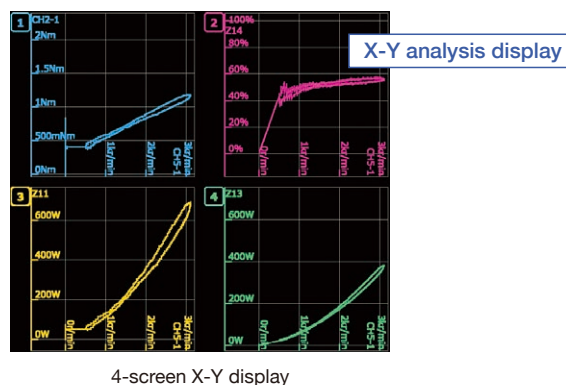 1
CH2-1
2Nm
1.5Nm
1Nm
500mNm
0Nm
1kr/min
2kr/min
3kr/min
CH5-1
2
100%
Z14
80%
60%
40%
20%
0%
0r/min
1kr/min
2kr/min
3kr/min
CH5-1
X-Y analysis display
3
Z11
600W
400W
200W
0W
0r/min
1kr/min
2kr/min
3kr/min
CH5-1
4
Z13
600W
400W
200W
0W
0r/min
1kr/min
2kr/min
3kr/min
CH5-1
4-screen X-Y display